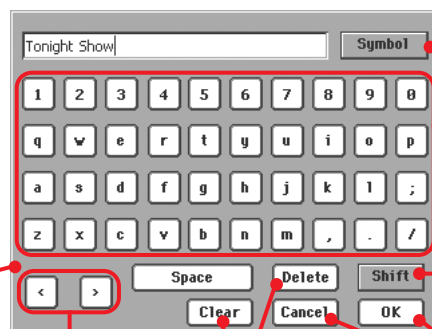 Tonight Show Symbol
1 2 3 4 5 6 7 8 9 0
q w e r t y u i o p
a s d f g h j k l ;
z x c v b n m , . /
< > Space Delete Shift
Clear Cancel OK